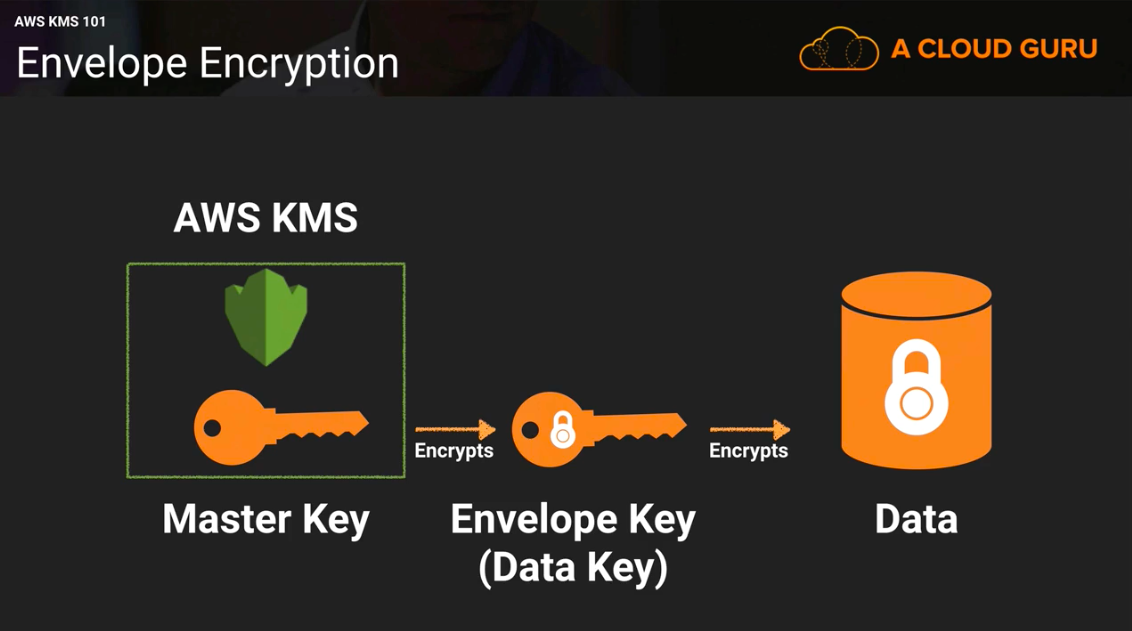 AWS KMS 101
Envelope Encryption
A CLOUD GURU
AWS KMS
Encrypts
Encrypts
Master Key
Envelope Key
(Data Key)
Data